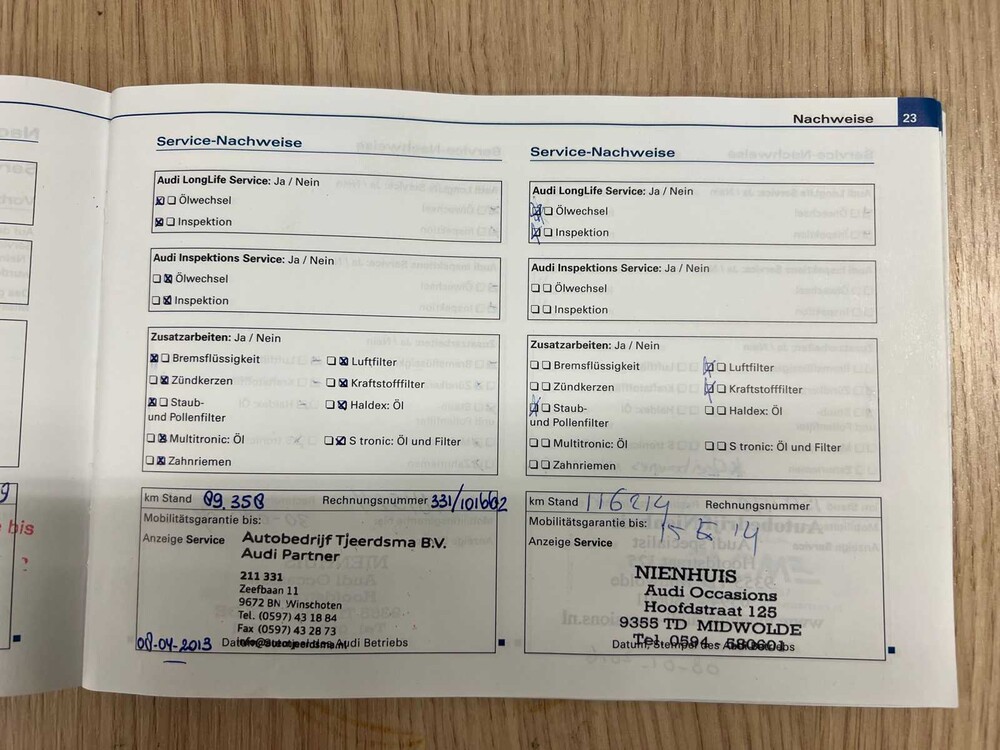 Nachweise 23
Service-Nachweise
Audi LongLife Service: Ja / Nein
Ölwechsel
Inspektion
Audi Inspektions Service: Ja / Nein
Ölwechsel
Inspektion
Zusatzarbeiten: Ja / Nein
Bremsflüssigkeit Luftfilter
Zündkerzen Kraftstofffilter
Staub- Haldex: Öl
und Pollenfilter
Multitronic: Öl S tronic: Öl und Filter
Zahnriemen
km Stand Rechnungsnummer 331/101662
Mobilitätsgarantie bis:
Anzeige Service
Autobedrijf Tjeerdsma B.V.
Audi Partner
211 331
Zeefbaan 11
9672 BN Winschoten
Tel. (0597) 43 18 84
Fax (0597) 43 28 73
08-04-2013 Audi Betriebs
Service-Nachweise
Audi LongLife Service: Ja / Nein
Ölwechsel
Inspektion
Audi Inspektions Service: Ja / Nein
Ölwechsel
Inspektion
Zusatzarbeiten: Ja / Nein
Bremsflüssigkeit Luftfilter
Zündkerzen Kraftstofffilter
Staub- Haldex: Öl
und Pollenfilter
Multitronic: Öl S tronic: Öl und Filter
Zahnriemen
km Stand 116214 Rechnungsnummer
Mobilitätsgarantie bis:
Anzeige Service
NIENHUIS
Audi Occasions
Hoofdstraat 125
9355 TD MIDWOLDE
Tel. 0594 -
Datum, Stempel des
bis